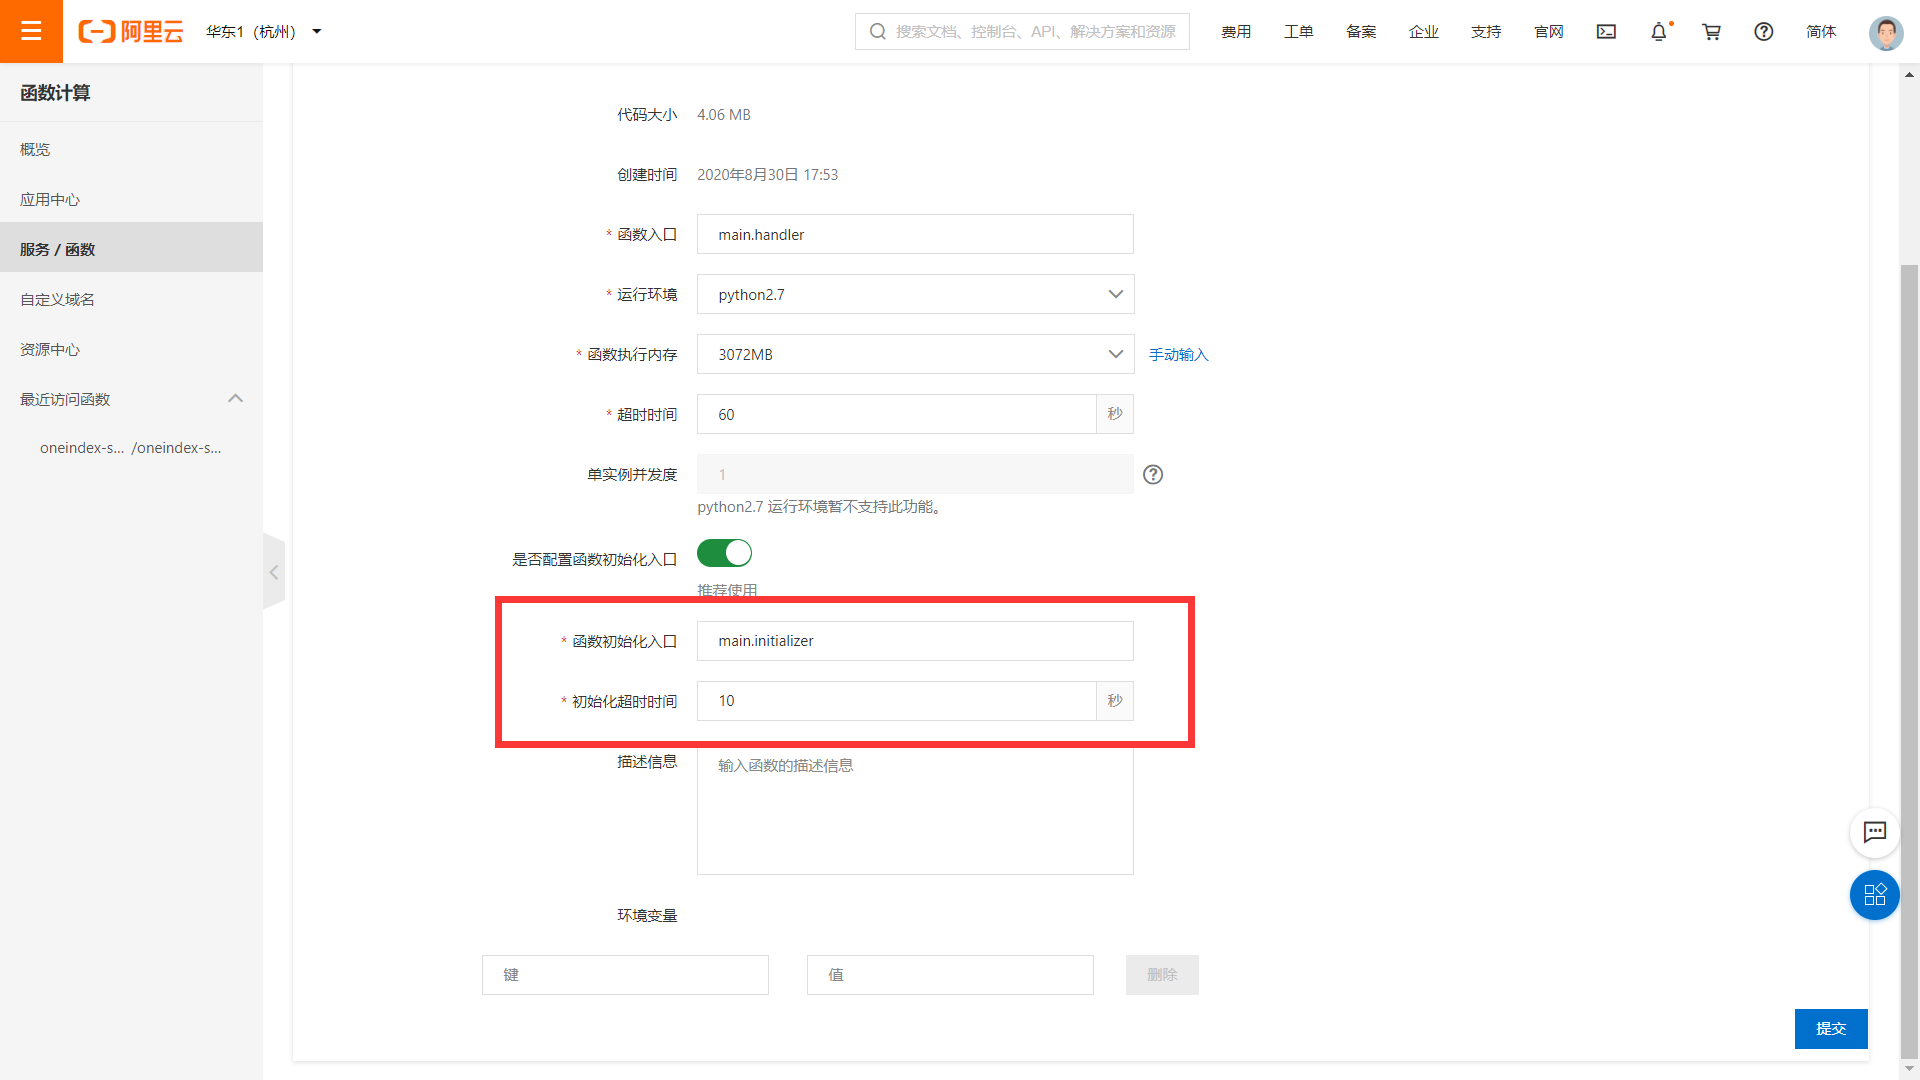 阿里云
华东1（杭州）
搜索文档、控制台、API、解决方案和资源
费用
工单
备案
企业
支持
官网
简体
函数计算
概览
应用中心
服务 / 函数
自定义域名
资源中心
最近访问函数
oneindex-s... /oneindex-s...
代码大小 4.06 MB
创建时间 2020年8月30日 17:53
* 函数入口 main.handler
* 运行环境 python2.7
* 函数执行内存 3072MB 手动输入
* 超时时间 60 秒
单实例并发度 1
python2.7 运行环境暂不支持此功能。
是否配置函数初始化入口
推荐使用
* 函数初始化入口 main.initializer
* 初始化超时时间 10 秒
描述信息 输入函数的描述信息
环境变量
键 值 删除
提交